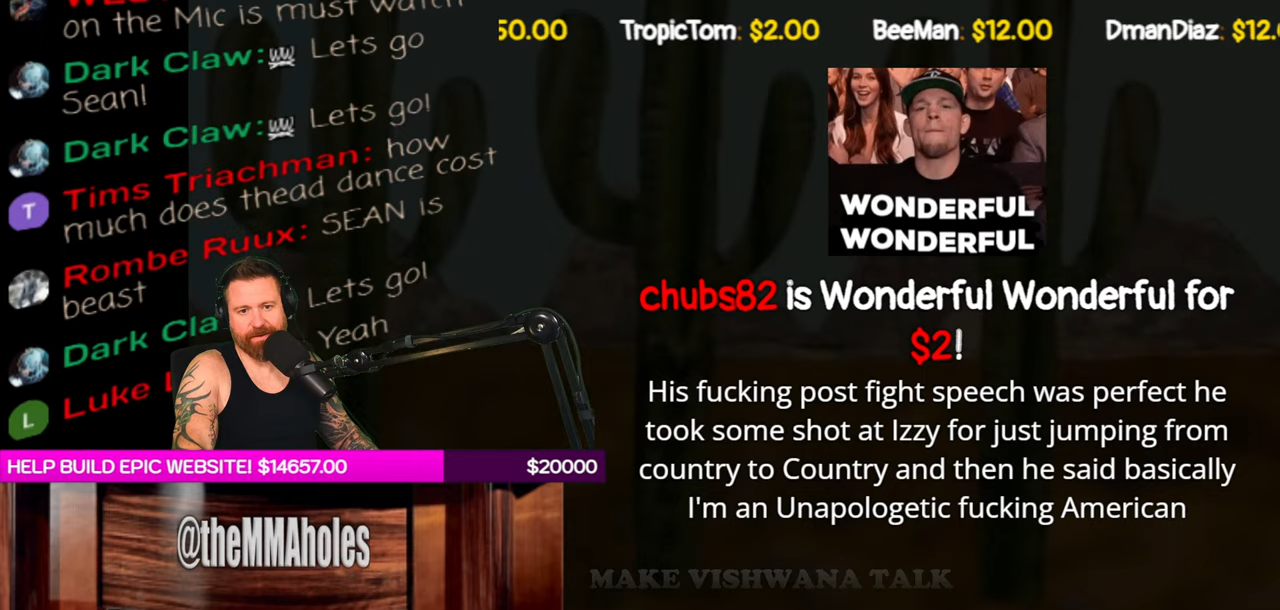 on the Mic is must watch
Dark Claw: Lets go
Sean!
Dark Claw: Lets go!
Tims Triachman: how
much does thead dance cost
Rombe Ruux: SEAN is
beast
Dark Cla Lets go!
Luke Yeah
T
L
HELP BUILD EPIC WEBSITE! $14657.00 $20000
@theMMAholes
50.00 TropicTom: $2.00 BeeMan: $12.00 DmanDiaz: $12.
WONDERFUL
WONDERFUL
chubs82 is Wonderful Wonderful for
$2!
His fucking post fight speech was perfect he
took some shot at Izzy for just jumping from
country to Country and then he said basically
I'm an Unapologetic fucking American
MAKE VISHWANA TALK